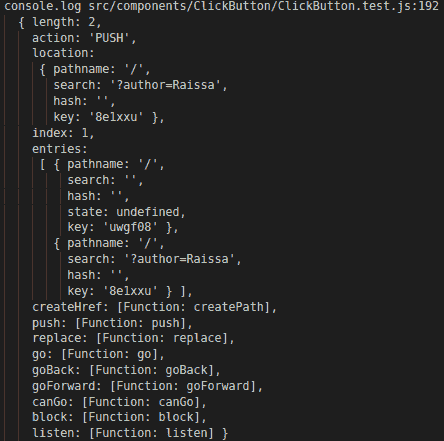 console.log src/components/ClickButton/ClickButton.test.js:192
{ length: 2,
action: 'PUSH',
location:
{ pathname: '/',
search: '?author=Raissa',
hash: '',
key: '8e1xxu' },
index: 1,
entries:
[ { pathname: '/',
search: '',
hash: '',
state: undefined,
key: 'uwgf08' },
{ pathname: '/',
search: '?author=Raissa',
hash: '',
key: '8e1xxu' } ],
createHref: [Function: createPath],
push: [Function: push],
replace: [Function: replace],
go: [Function: go],
goBack: [Function: goBack],
goForward: [Function: goForward],
canGo: [Function: canGo],
block: [Function: block],
listen: [Function: listen] }